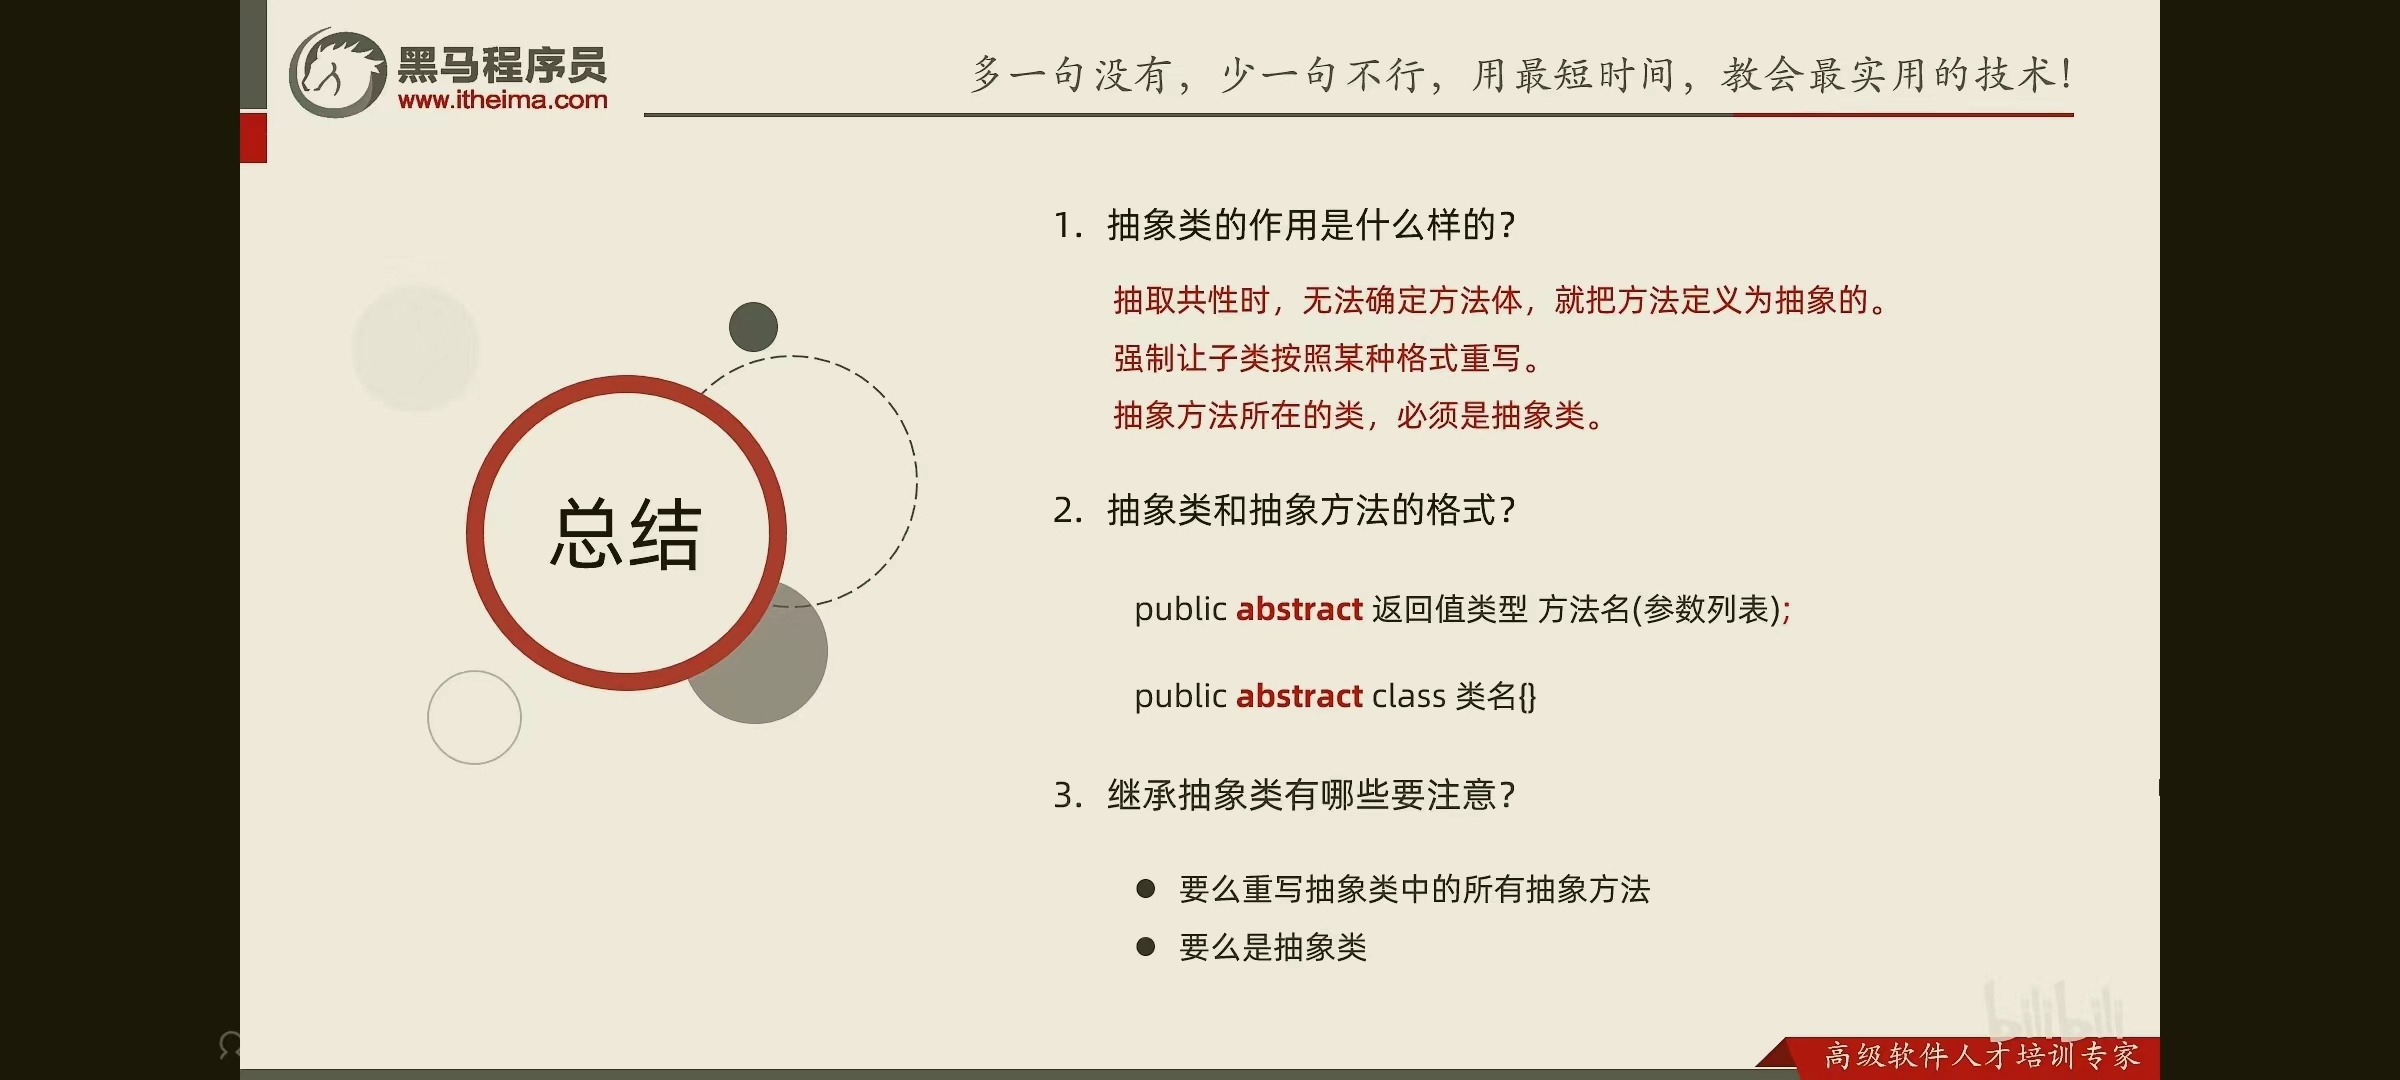 黑马程序员
www.itheima.com
多一句没有，少一句不行，用最短时间，教会最实用的技术！
总结
1. 抽象类的作用是什么样的？
抽取共性时，无法确定方法体，就把方法定义为抽象的。
强制让子类按照某种格式重写。
抽象方法所在的类，必须是抽象类。
2. 抽象类和抽象方法的格式？
public abstract 返回值类型 方法名(参数列表);
public abstract class 类名{}
3. 继承抽象类有哪些要注意？
● 要么重写抽象类中的所有抽象方法
● 要么是抽象类
bilibili
高级软件人才培训专家